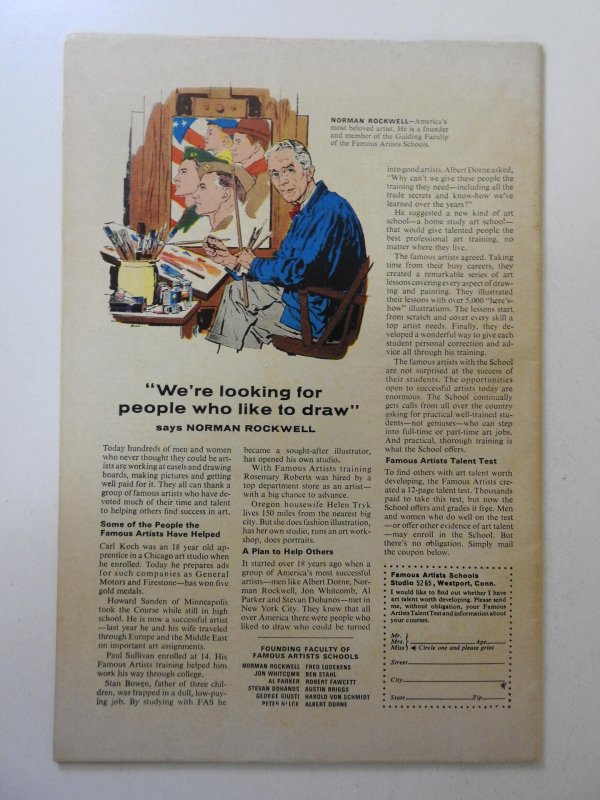 NORMAN ROCKWELL—America's
most beloved artist. He is a founder
and member of the Guiding Faculty
of the Famous Artists Schools.
"We're looking for
people who like to draw"
says NORMAN ROCKWELL
Today hundreds of men and women
who never thought they could be art-
ists are working at easels and drawing
boards, making pictures and getting
well paid for it. They all can thank a
group of famous artists who have de-
voted much of their time and talent
to helping others find success in art.
Some of the People the
Famous Artists Have Helped
Carl Koch was an 18 year old ap-
prentice in a Chicago art studio when
he enrolled. Today he prepares ads
for such companies as General
Motors and Firestone—has won five
gold medals.
Howard Sanden of Minneapolis
took the Course while still in high
school. He is now a successful artist
—last year he and his wife traveled
through Europe and the Middle East
on important art assignments.
Paul Sullivan enrolled at 14. His
Famous Artists training helped him
work his way through college.
Stan Bowen, father of three chil-
dren, was trapped in a dull, low-pay-
ing job. By studying with FAS he
became a sought-after illustrator,
has opened his own studio.
With Famous Artists training
Rosemary Roberts was hired by a
top department store as an artist—
with a big chance to advance.
Oregon housewife Helen Tryk
lives 150 miles from the nearest big
city. But she does fashion illustration,
has her own studio, runs an art work-
shop, does portraits.
A Plan to Help Others
It started over 18 years ago when a
group of America's most successful
artists—men like Albert Dorne, Nor-
man Rockwell, Jon Whitcomb, Al
Parker and Stevan Dohanos—met in
New York City. They knew that all
over America there were people who
liked to draw who could be turned
FOUNDING FACULTY OF
FAMOUS ARTISTS SCHOOLS
NORMAN ROCKWELL FRED LUDEKENS
JON WHITCOMB BEN STAHL
AL PARKER ROBERT FAWCETT
STEVAN DOHANOS AUSTIN BRIGGS
GEORGE GIUSTI HAROLD VON SCHMIDT
PETER HELCK ALBERT DORNE
into good artists. Albert Dorne asked,
"Why can't we give these people the
training they need—including all the
trade secrets and know-how we've
learned over the years?"
He suggested a new kind of art
school—a home study art school—
that would give talented people the
best professional art training, no
matter where they live.
The famous artists agreed. Taking
time from their busy careers, they
created a remarkable series of art
lessons covering every aspect of draw-
ing and painting. They illustrated
their lessons with over 5,000 "here's-
how" illustrations. The lessons start
from scratch and cover every skill a
top artist needs. Finally, they de-
veloped a wonderful way to give each
student personal correction and ad-
vice all through his training.
The famous artists with the School
are not surprised at the success of
their students. The opportunities
open to successful artists today are
enormous. The School continually
gets calls from all over the country
asking for practical well-trained stu-
dents—not geniuses—who can step
into full-time or part-time art jobs.
And practical, thorough training is
what the School offers.
Famous Artists Talent Test
To find others with art talent worth
developing, the Famous Artists cre-
ated a 12-page talent test. Thousands
paid to take this test, but now the
School offers and grades it free. Men
and women who do well on the test
—or offer other evidence of art talent
—may enroll in the School. But
there's no obligation. Simply mail
the coupon below.
Famous Artists Schools
Studio 5265, Westport, Conn.
I would like to find out whether I have
art talent worth developing. Please send
me, without obligation, your Famous
Artists Talent Test and information about
your courses.
Mr.
Mrs. Age
Miss Circle one and please print
Street
City
State Zip